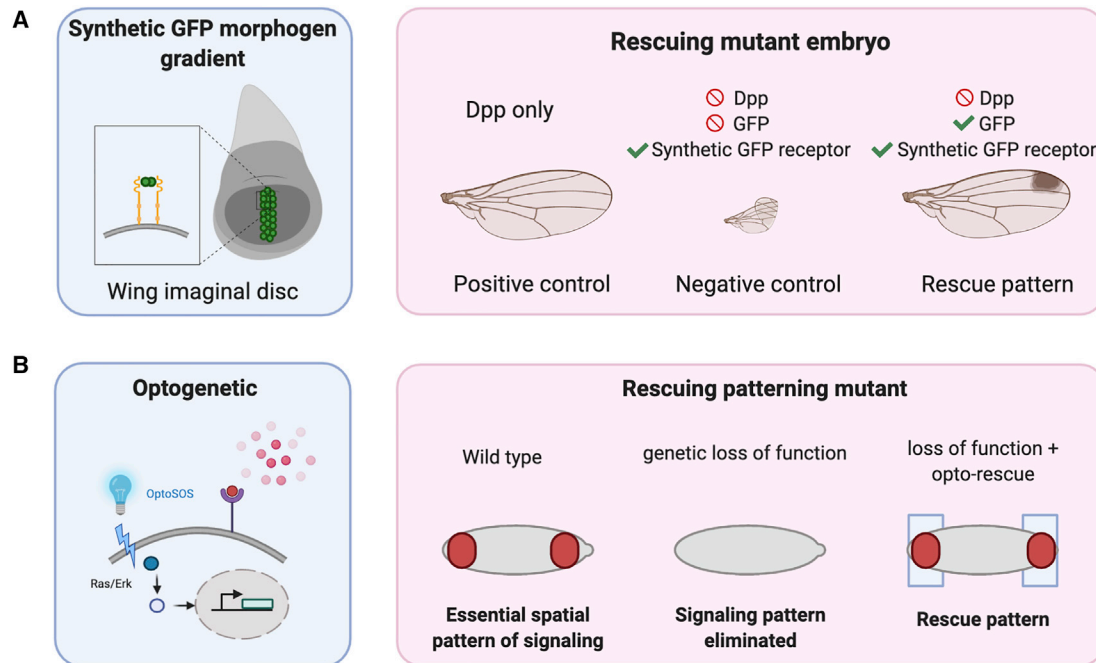 A
Synthetic GFP morphogen
gradient
Wing imaginal disc
Rescuing mutant embryo
Dpp only
Dpp
GFP
Synthetic GFP receptor
Dpp
GFP
Synthetic GFP receptor
Positive control
Negative control
Rescue pattern
B
Optogenetic
OptoSOS
Ras/Erk
Rescuing patterning mutant
Wild type
genetic loss of function
loss of function +
opto-rescue
Essential spatial
pattern of signaling
Signaling pattern
eliminated
Rescue pattern